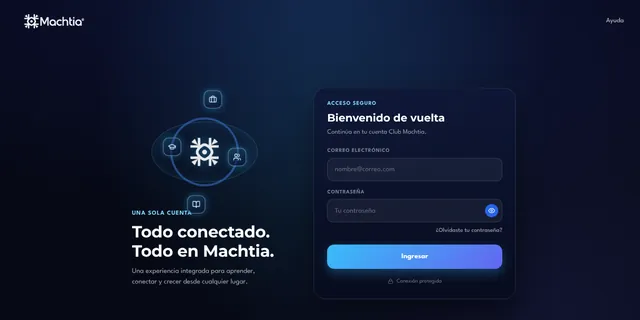 Machtia®
Ayuda
UNA SOLA CUENTA
Todo conectado.
Todo en Machtia.
Una experiencia integrada para aprender,
conectar y crecer desde cualquier lugar.
ACCESO SEGURO
Bienvenido de vuelta
Continúa en tu cuenta Club Machtia.
CORREO ELECTRÓNICO
nombre@correo.com
CONTRASEÑA
Tu contraseña
¿Olvidaste tu contraseña?
Ingresar
Conexión protegida